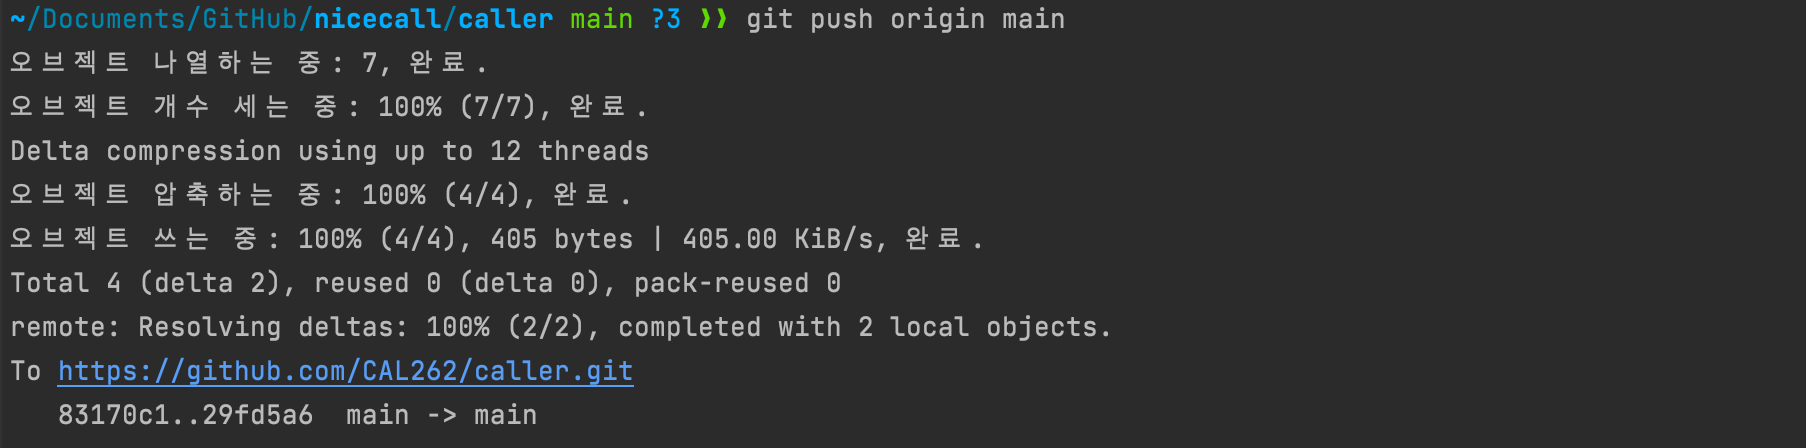 ~/Documents/GitHub/nicecall/caller main ?3 ❯❯ git push origin main
오브젝트 나열하는 중: 7, 완료.
오브젝트 개수 세는 중: 100% (7/7), 완료.
Delta compression using up to 12 threads
오브젝트 압축하는 중: 100% (4/4), 완료.
오브젝트 쓰는 중: 100% (4/4), 405 bytes | 405.00 KiB/s, 완료.
Total 4 (delta 2), reused 0 (delta 0), pack-reused 0
remote: Resolving deltas: 100% (2/2), completed with 2 local objects.
To https://github.com/CAL262/caller.git
   83170c1..29fd5a6  main -> main